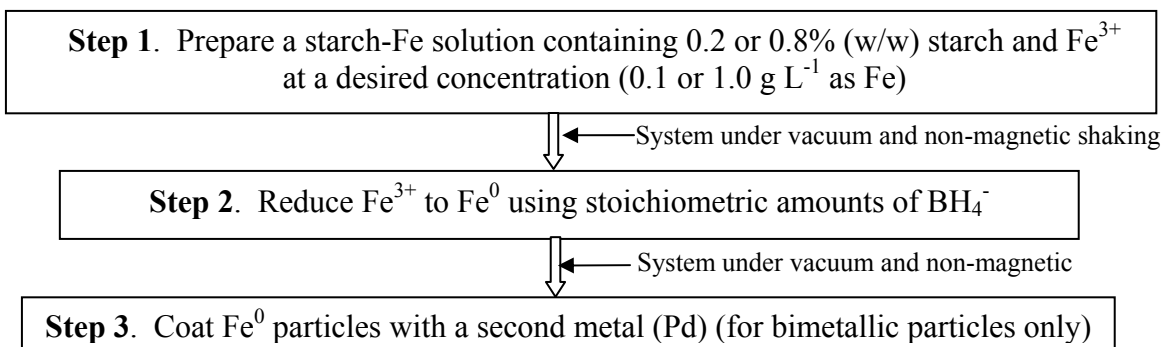 Step 1. Prepare a starch-Fe solution containing 0.2 or 0.8% (w/w) starch and Fe³⁺
at a desired concentration (0.1 or 1.0 g L⁻¹ as Fe)
System under vacuum and non-magnetic shaking
Step 2. Reduce Fe³⁺ to Fe⁰ using stoichiometric amounts of BH₄⁻
System under vacuum and non-magnetic
Step 3. Coat Fe⁰ particles with a second metal (Pd) (for bimetallic particles only)